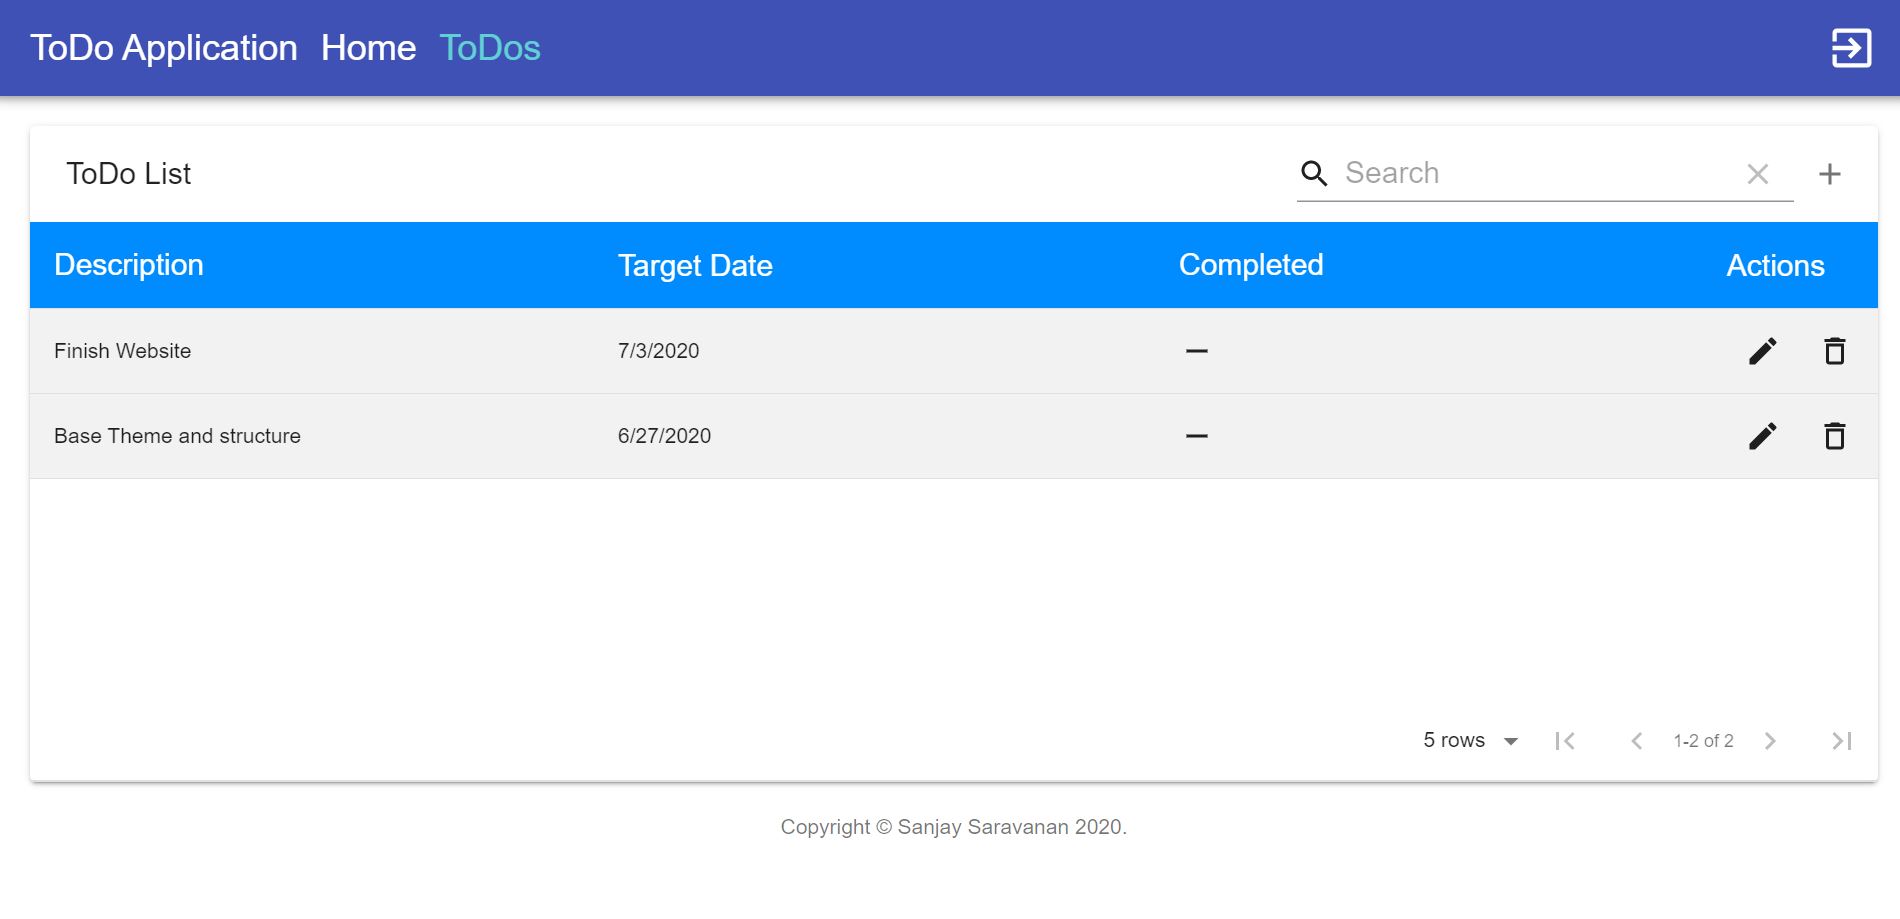 ToDo Application Home ToDos
ToDo List Search
Description Target Date Completed Actions
Finish Website 7/3/2020
Base Theme and structure 6/27/2020
5 rows 1-2 of 2
Copyright © Sanjay Saravanan 2020.